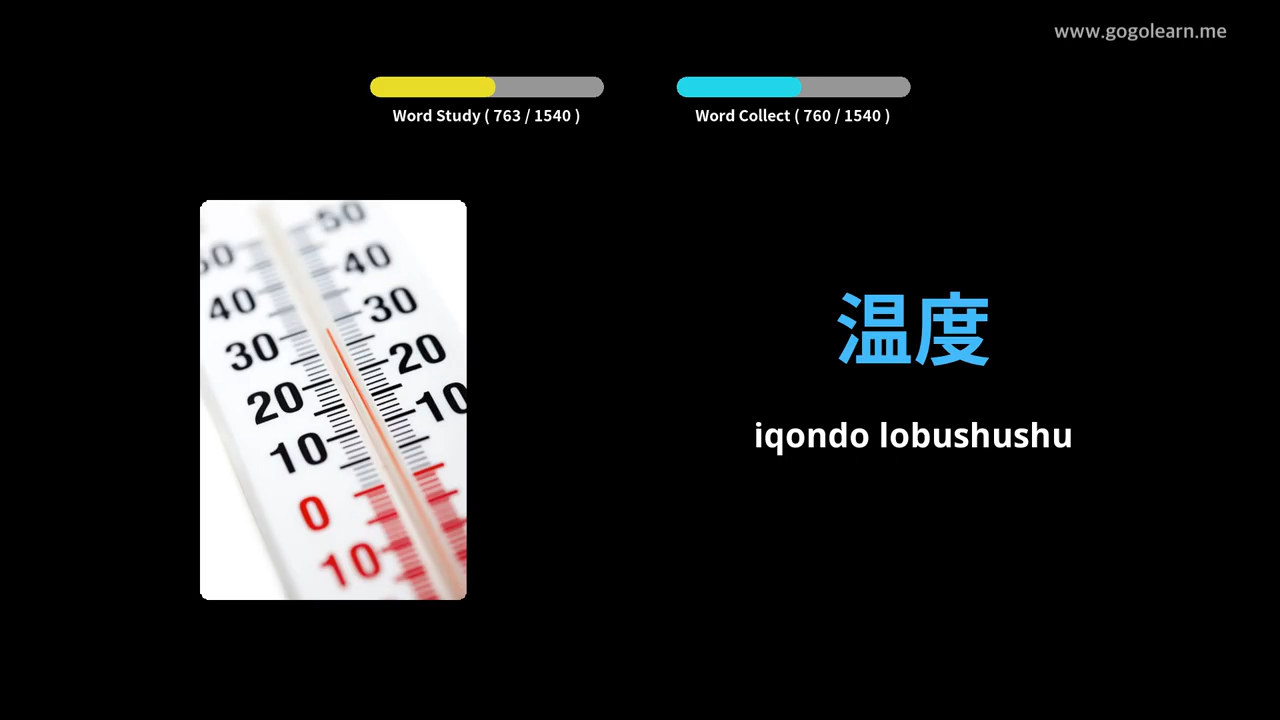 www.gogolearn.me
Word Study ( 763 / 1540 )
Word Collect ( 760 / 1540 )
50
50
40
40
30
30
20
20
10
10
0
10
温度
iqondo lobushushu